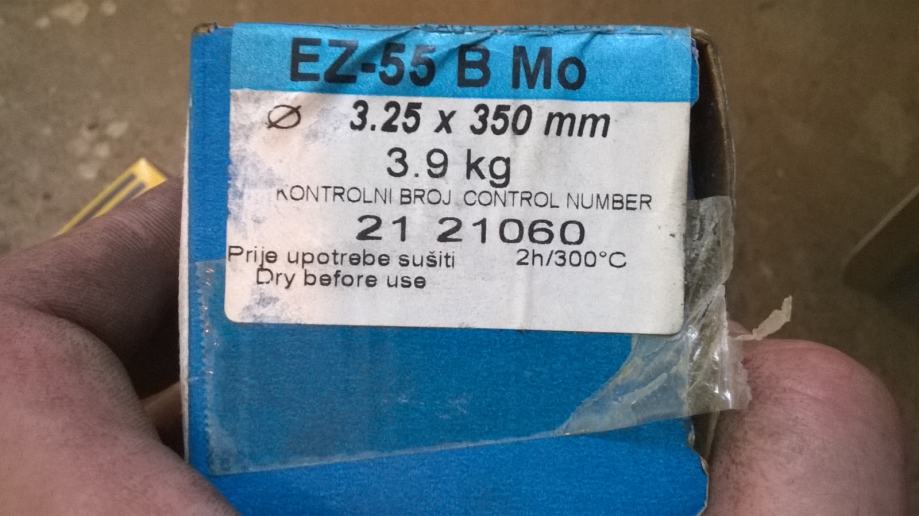 EZ-55 B Mo
Ø 3.25 x 350 mm
3.9 kg
KONTROLNI BROJ CONTROL NUMBER
21 21060
Prije upotrebe sušiti 2h/300°C
Dry before use